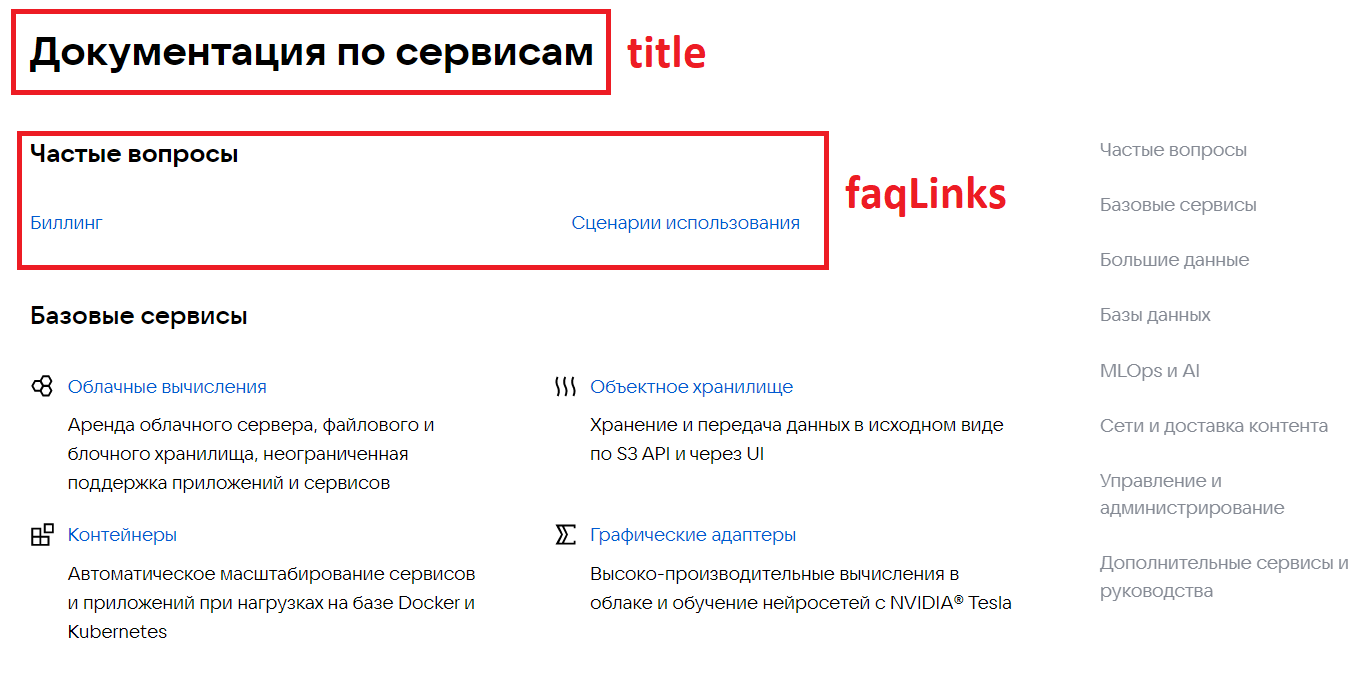 Документация по сервисам
title
Частые вопросы
faqLinks
Биллинг
Сценарии использования
Базовые сервисы
Облачные вычисления
Аренда облачного сервера, файлового и
блочного хранилища, неограниченная
поддержка приложений и сервисов
Объектное хранилище
Хранение и передача данных в исходном виде
по S3 API и через UI
Контейнеры
Автоматическое масштабирование сервисов
и приложений при нагрузках на базе Docker и
Kubernetes
Графические адаптеры
Высоко-производительные вычисления в
облаке и обучение нейросетей с NVIDIA® Tesla
Частые вопросы
Базовые сервисы
Большие данные
Базы данных
MLOps и AI
Сети и доставка контента
Управление и
администрирование
Дополнительные сервисы и
руководства